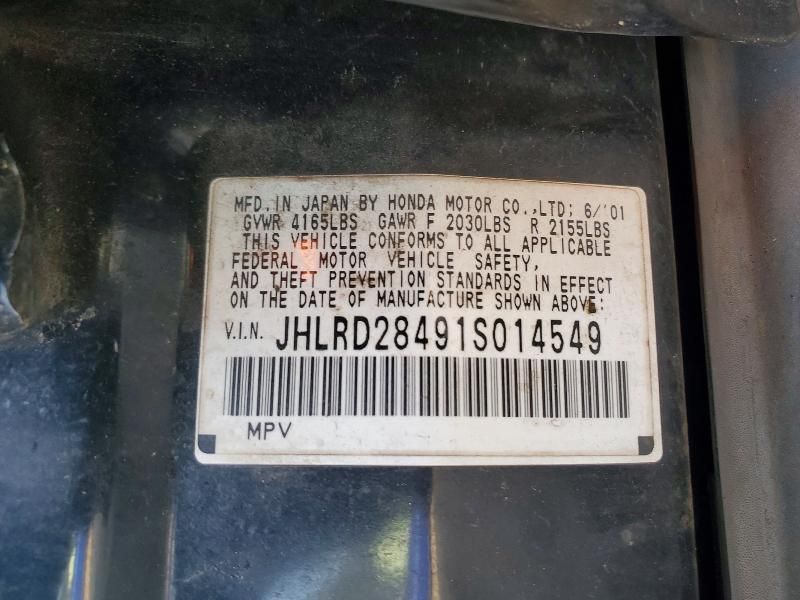 MFD. IN JAPAN BY HONDA MOTOR CO.,LTD; 6/'01
GVWR 4165LBS GAWR F 2030LBS R 2155LBS
THIS VEHICLE CONFORMS TO ALL APPLICABLE
FEDERAL MOTOR VEHICLE SAFETY,
AND THEFT PREVENTION STANDARDS IN EFFECT
ON THE DATE OF MANUFACTURE SHOWN ABOVE:
V.I.N. JHLRD28491S014549
MPV